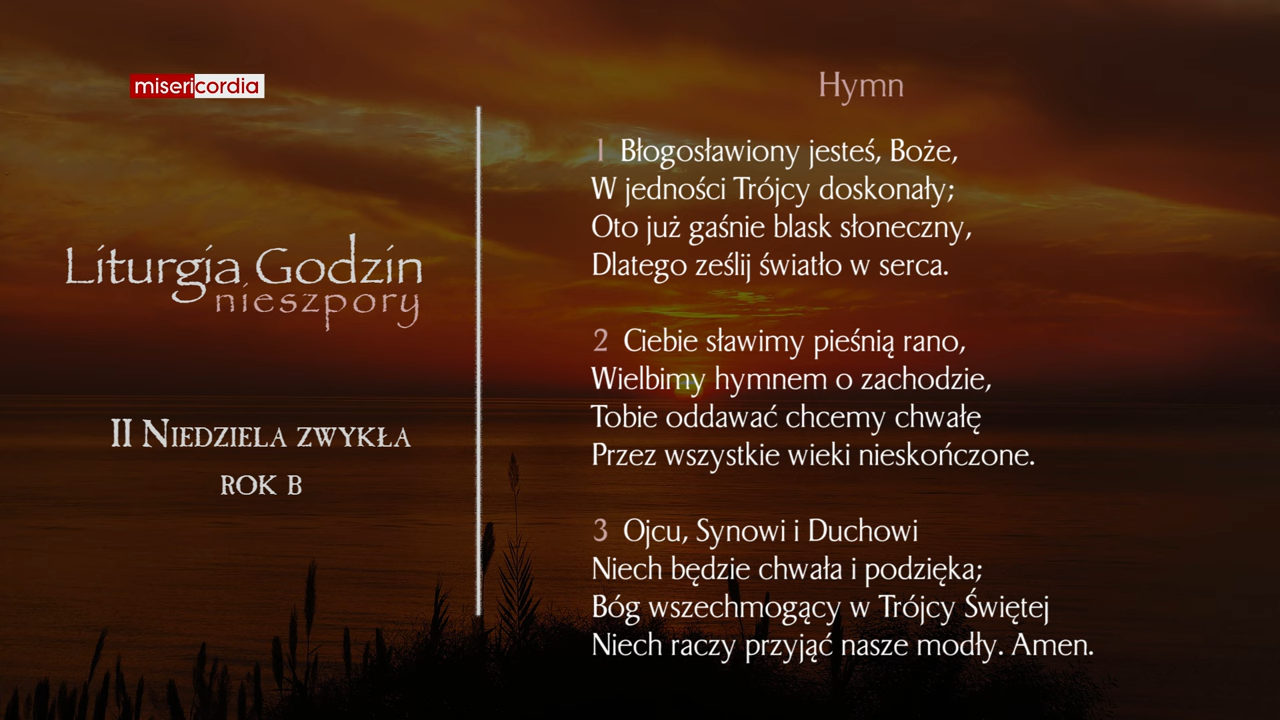 misericordia
Liturgia Godzin
nieszpory
II Niedziela zwykła
rok B
Hymn
1 Błogosławiony jesteś, Boże,
W jedności Trójcy doskonały;
Oto już gaśnie blask słoneczny,
Dlatego ześlij światło w serca.
2 Ciebie sławimy pieśnią rano,
Wielbimy hymnem o zachodzie,
Tobie oddawać chcemy chwałę
Przez wszystkie wieki nieskończone.
3 Ojcu, Synowi i Duchowi
Niech będzie chwała i podzięka;
Bóg wszechmogący w Trójcy Świętej
Niech raczy przyjąć nasze modły. Amen.